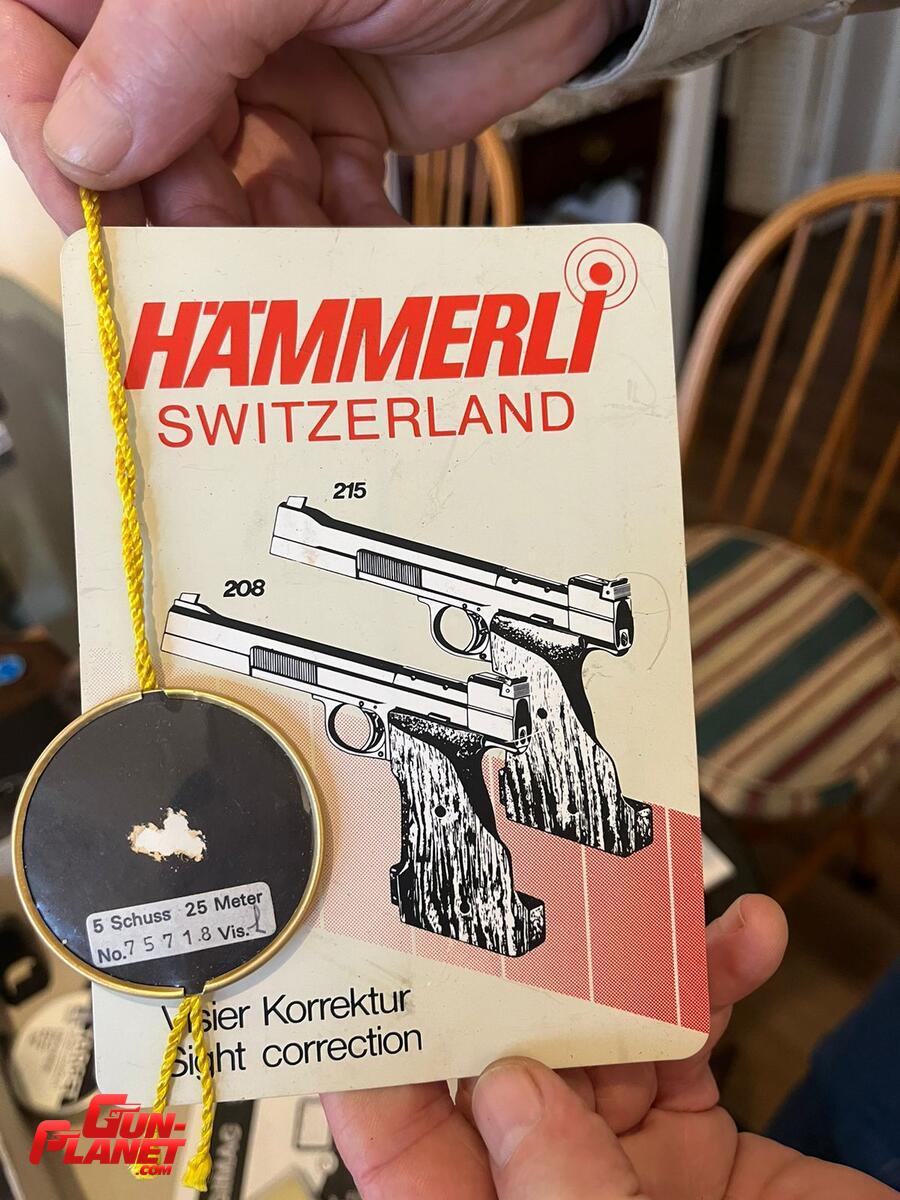 HÄMMERLI
SWITZERLAND
215
208
5 Schuss 25 Meter
No.75718 Vis.
Visier Korrektur
Sight correction
GUN-
PLANET
.COM